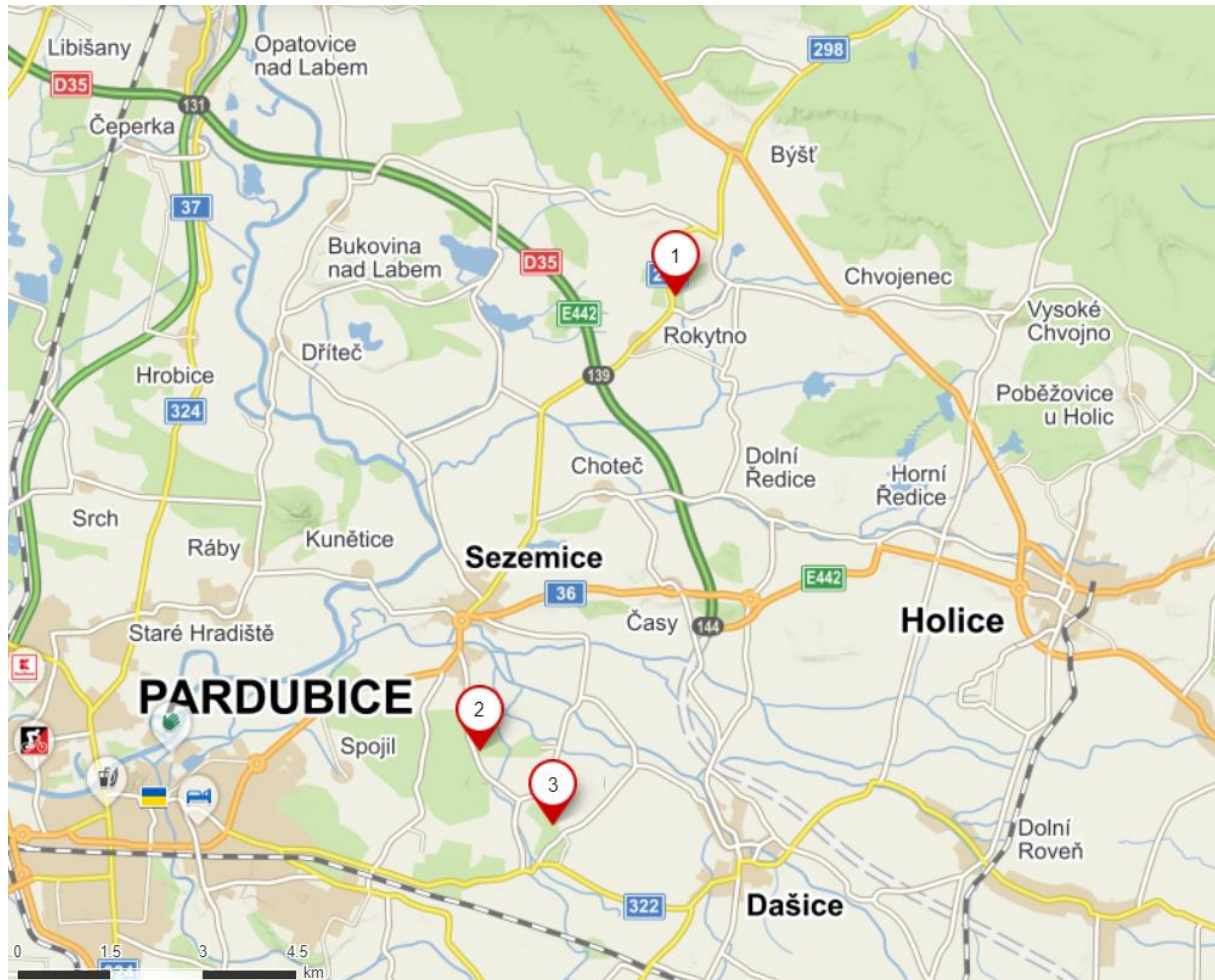 Libišany
Opatovice
nad Labem
298
D35
131
Čeperka
Býšť
37
Bukovina
nad Labem
D35
1
Chvojenec
E442
Vysoké
Chvojno
Rokytno
Dříteč
139
Hrobice
324
Poběžovice
u Holic
Choteč
Dolní
Ředice
Horní
Ředice
Srch
Ráby
Kunětice
Sezemice
36
E442
Časy
144
Holice
Staré Hradiště
K
PARDUBICE
2
Spojil
3
Dolní
Roveň
322
Dašice
0 1.5 3 4.5
km
324